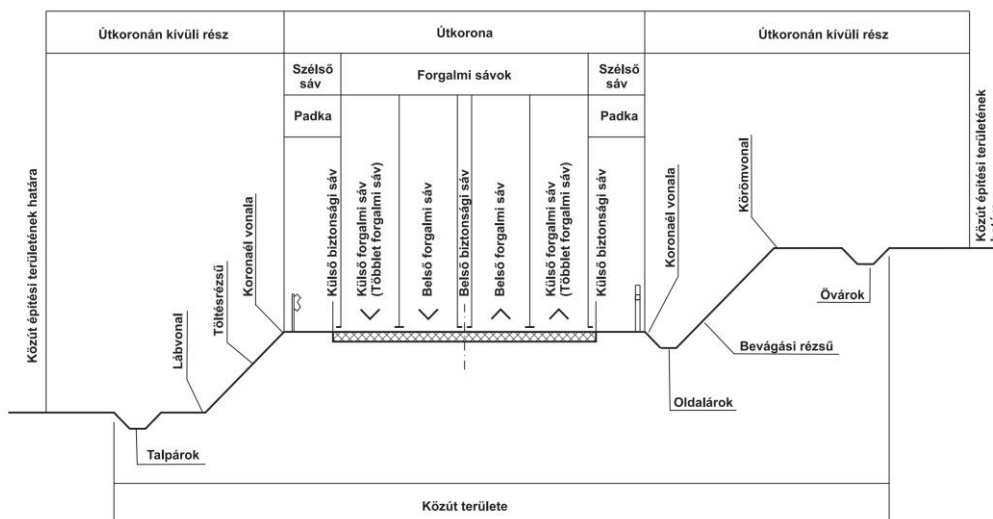 Útkoronán kívüli rész
Útkorona
Útkoronán kívüli rész
Szélső
sáv
Forgalmi sávok
Szélső
sáv
Padka
Padka
Közút építési területének határa
Lábvonal
Töltésrézsű
Koronaél vonala
Külső biztonsági sáv
Külső forgalmi sáv
(Többlet forgalmi sáv)
Belső forgalmi sáv
Belső biztonsági sáv
Belső forgalmi sáv
Külső forgalmi sáv
(Többlet forgalmi sáv)
Külső biztonsági sáv
Koronaél vonala
Körömvonal
Közút építési területének
Övárok
Bevágási rézsű
Oldalárok
Talpárok
Közút területe